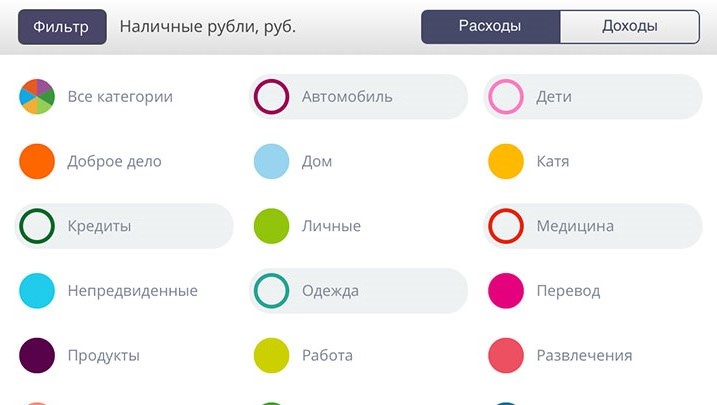 Фильтр Наличные рубли, руб. Расходы Доходы
Все категории Автомобиль Дети
Доброе дело Дом Катя
Кредиты Личные Медицина
Непредвиденные Одежда Перевод
Продукты Работа Развлечения